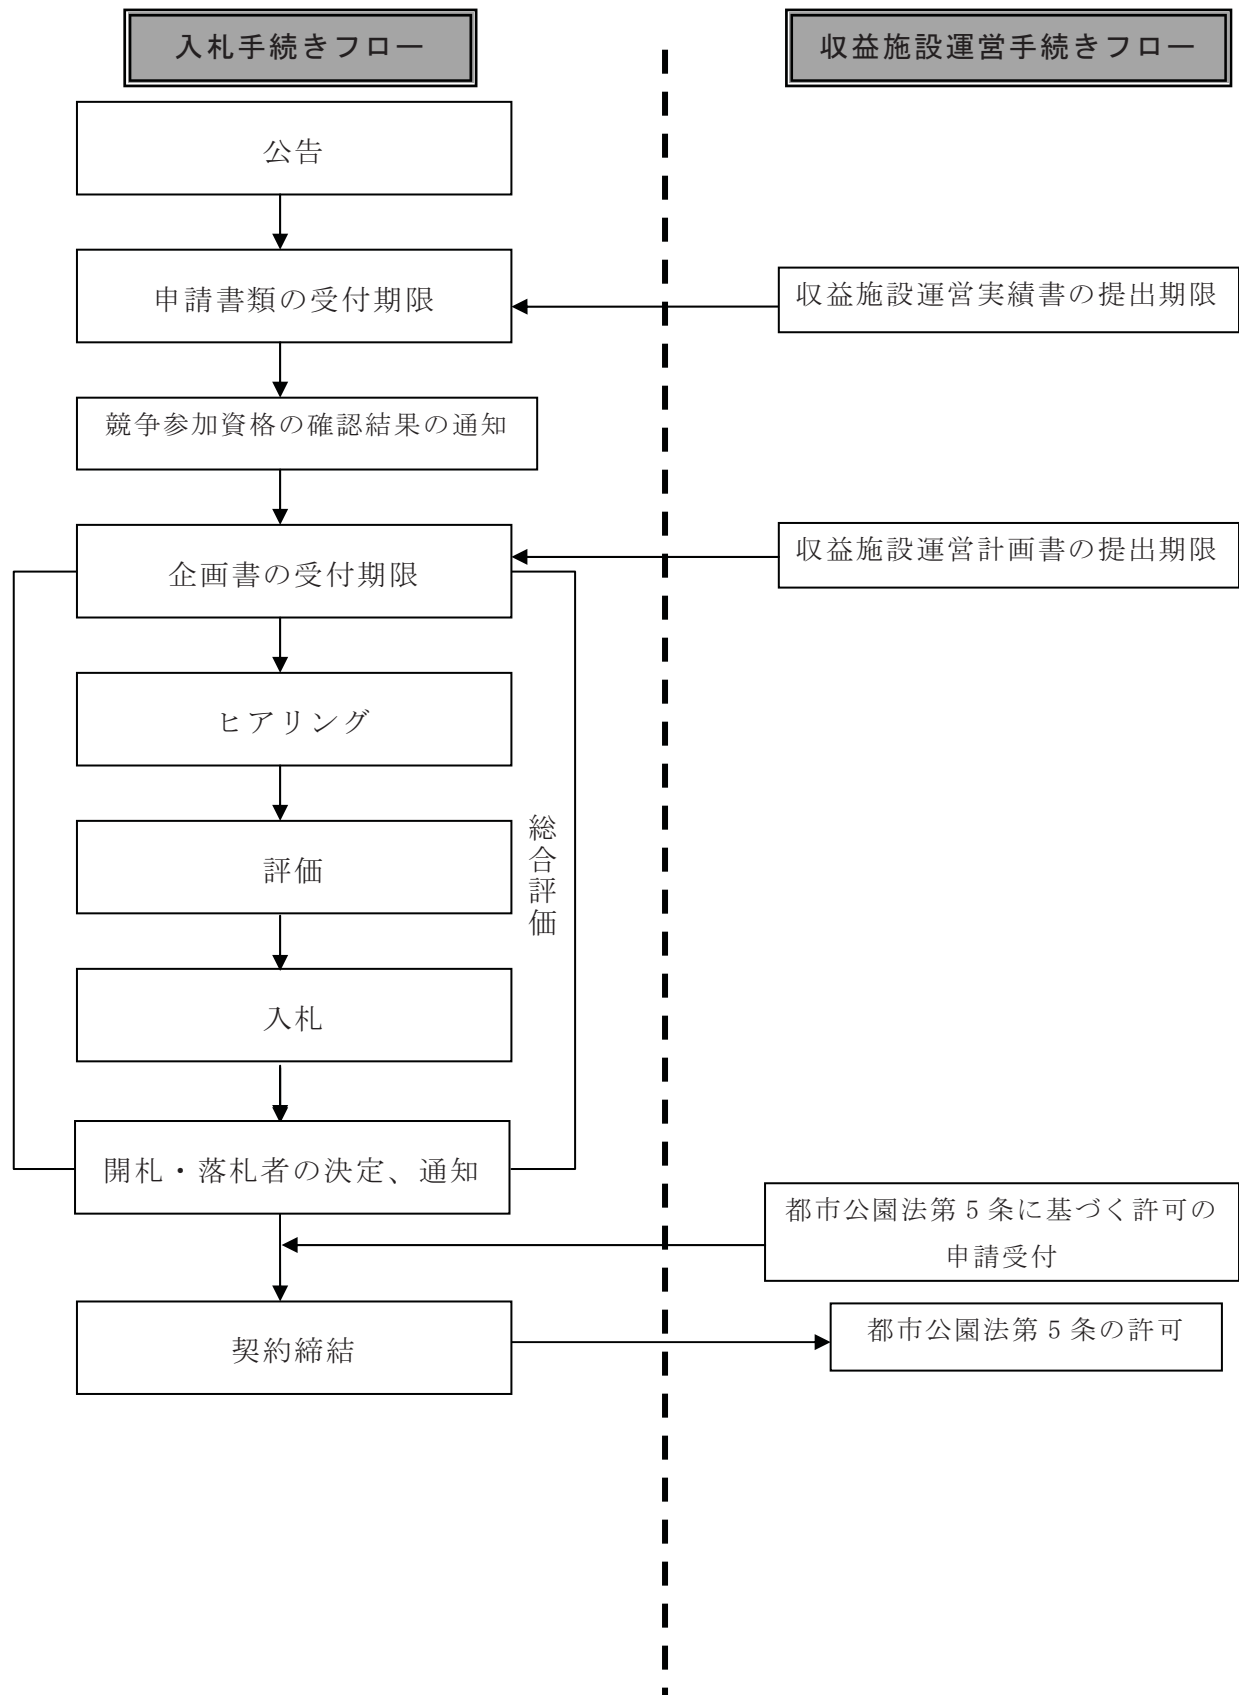 入札手続きフロー
収益施設運営手続きフロー
公告
申請書類の受付期限
収益施設運営実績書の提出期限
競争参加資格の確認結果の通知
企画書の受付期限
収益施設運営計画書の提出期限
ヒアリング
評価
総合評価
入札
開札・落札者の決定、通知
都市公園法第5条に基づく許可の
申請受付
契約締結
都市公園法第5条の許可